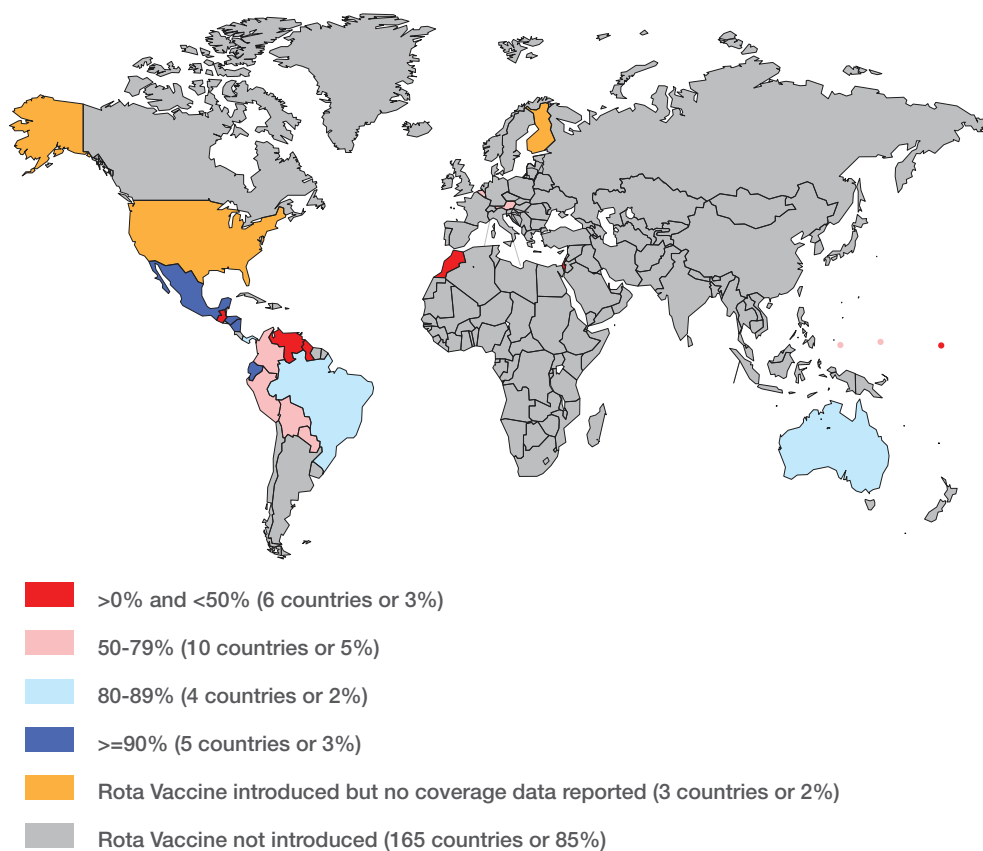 >0% and <50% (6 countries or 3%)
50-79% (10 countries or 5%)
80-89% (4 countries or 2%)
>=90% (5 countries or 3%)
Rota Vaccine introduced but no coverage data reported (3 countries or 2%)
Rota Vaccine not introduced (165 countries or 85%)